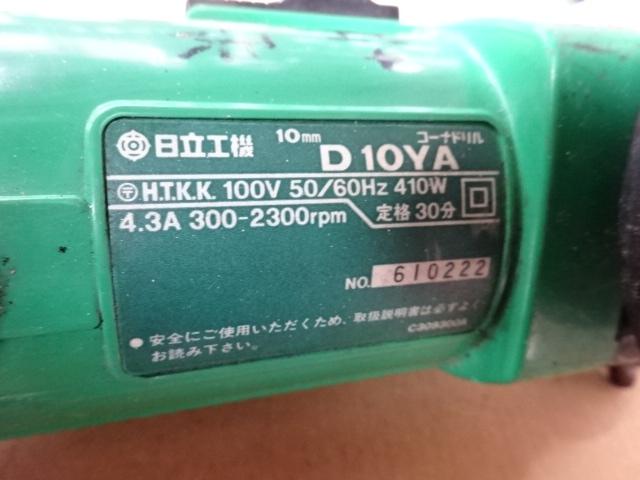 日立工機 10mm コーナドリル
D 10YA
〒 H.T.K.K. 100V 50/60Hz 410W
4.3A 300-2300rpm 定格 30分
NO. 610222
● 安全にご使用いただくため、取扱説明書は必ずよく
お読み下さい。